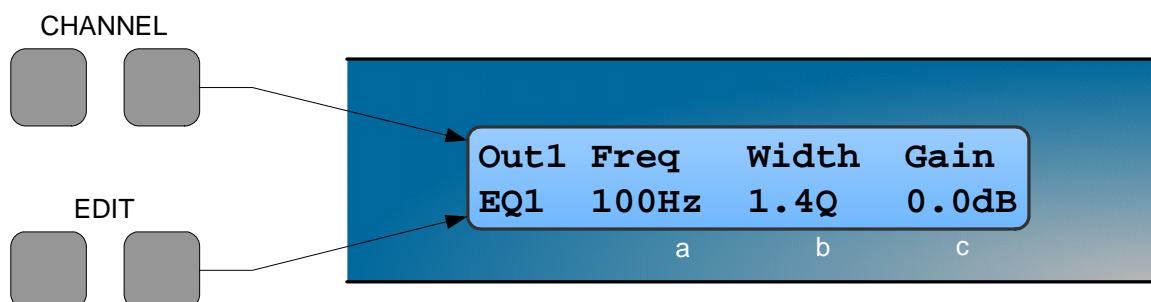 CHANNEL
Out1 Freq Width Gain
EQ1 100Hz 1.4Q 0.0dB
EDIT
a b c